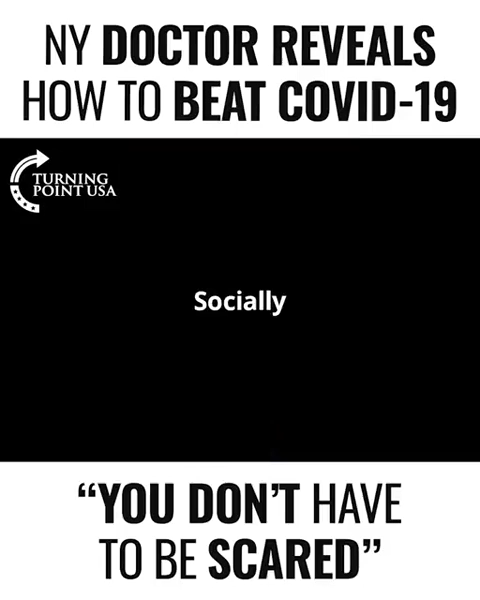 NY DOCTOR REVEALS
HOW TO BEAT COVID-19
TURNING
POINT USA
Socially
“YOU DON’T HAVE
TO BE SCARED”